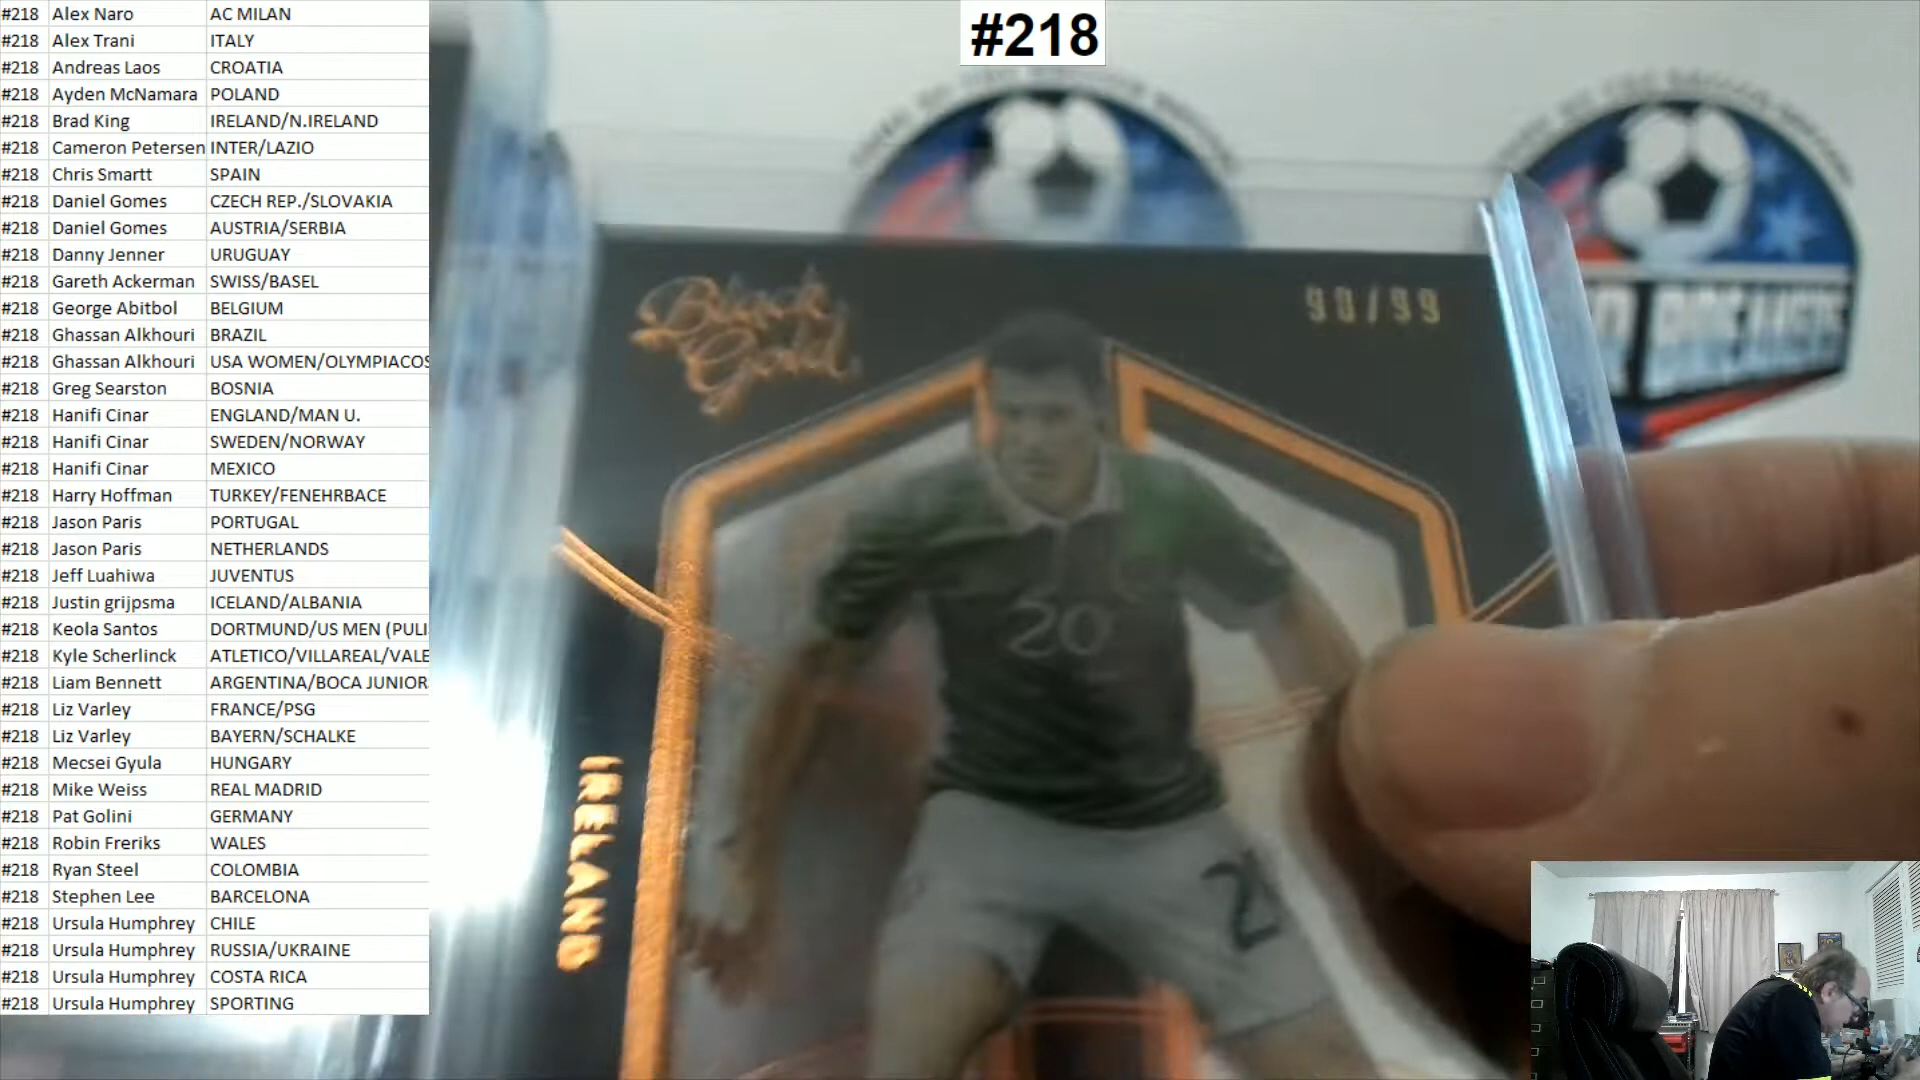 #218 Alex Naro AC MILAN
#218 Alex Trani ITALY
#218 Andreas Laos CROATIA
#218 Ayden McNamara POLAND
#218 Brad King IRELAND/N.IRELAND
#218 Cameron Petersen INTER/LAZIO
#218 Chris Smartt SPAIN
#218 Daniel Gomes CZECH REP./SLOVAKIA
#218 Daniel Gomes AUSTRIA/SERBIA
#218 Danny Jenner URUGUAY
#218 Gareth Ackerman SWISS/BASEL
#218 George Abitbol BELGIUM
#218 Ghassan Alkhouri BRAZIL
#218 Ghassan Alkhouri USA WOMEN/OLYMPIACOS
#218 Greg Searston BOSNIA
#218 Hanifi Cinar ENGLAND/MAN U.
#218 Hanifi Cinar SWEDEN/NORWAY
#218 Hanifi Cinar MEXICO
#218 Harry Hoffman TURKEY/FENEHRBACE
#218 Jason Paris PORTUGAL
#218 Jason Paris NETHERLANDS
#218 Jeff Luahiwa JUVENTUS
#218 Justin grijpsma ICELAND/ALBANIA
#218 Keola Santos DORTMUND/US MEN (PULI
#218 Kyle Scherlinck ATLETICO/VILLAREAL/VALE
#218 Liam Bennett ARGENTINA/BOCA JUNIOR
#218 Liz Varley FRANCE/PSG
#218 Liz Varley BAYERN/SCHALKE
#218 Mecsei Gyula HUNGARY
#218 Mike Weiss REAL MADRID
#218 Pat Golini GERMANY
#218 Robin Freriks WALES
#218 Ryan Steel COLOMBIA
#218 Stephen Lee BARCELONA
#218 Ursula Humphrey CHILE
#218 Ursula Humphrey RUSSIA/UKRAINE
#218 Ursula Humphrey COSTA RICA
#218 Ursula Humphrey SPORTING
#218
Black
Gold
20
IRELAND